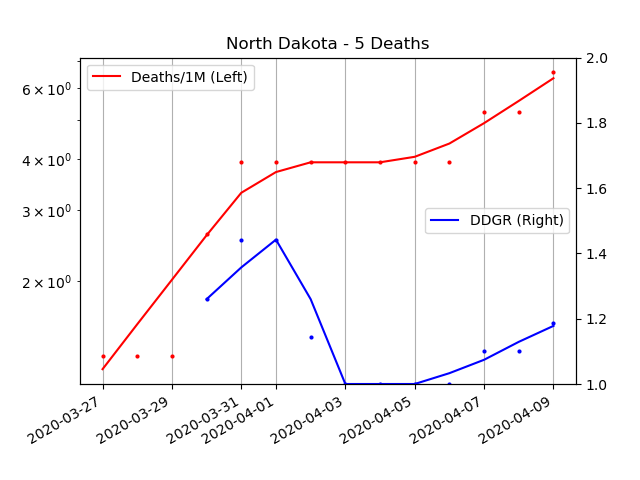 North Dakota - 5 Deaths
Deaths/1M (Left)
DDGR (Right)
6 × 10⁰
4 × 10⁰
3 × 10⁰
2 × 10⁰
2.0
1.8
1.6
1.4
1.2
1.0
2020-03-27
2020-03-29
2020-03-31
2020-04-01
2020-04-03
2020-04-05
2020-04-07
2020-04-09